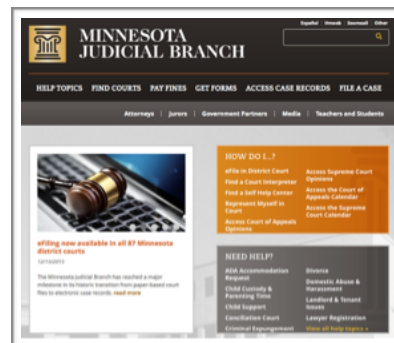 Español Hmoob Soomaali Other
MINNESOTA
JUDICIAL BRANCH
HELP TOPICS FIND COURTS PAY FINES GET FORMS ACCESS CASE RECORDS FILE A CASE
Attorneys | Jurors | Government Partners | Media | Teachers and Students
eFiling now available in all 87 Minnesota
district courts
12/15/2015
The Minnesota Judicial Branch has reached a major
milestone in its historic transition from paper-based court
files to electronic case records. read more
HOW DO I...?
eFile in District Court
Find a Court Interpreter
Find a Self Help Center
Represent Myself in
Court
Access Court of Appeals
Opinions
Access Supreme Court
Opinions
Access the Court of
Appeals Calendar
Access the Supreme
Court Calendar
NEED HELP?
ADA Accommodation
Request
Child Custody &
Parenting Time
Child Support
Conciliation Court
Criminal Expungement
Divorce
Domestic Abuse &
Harassment
Landlord & Tenant
Issues
Lawyer Registration
View all help topics »